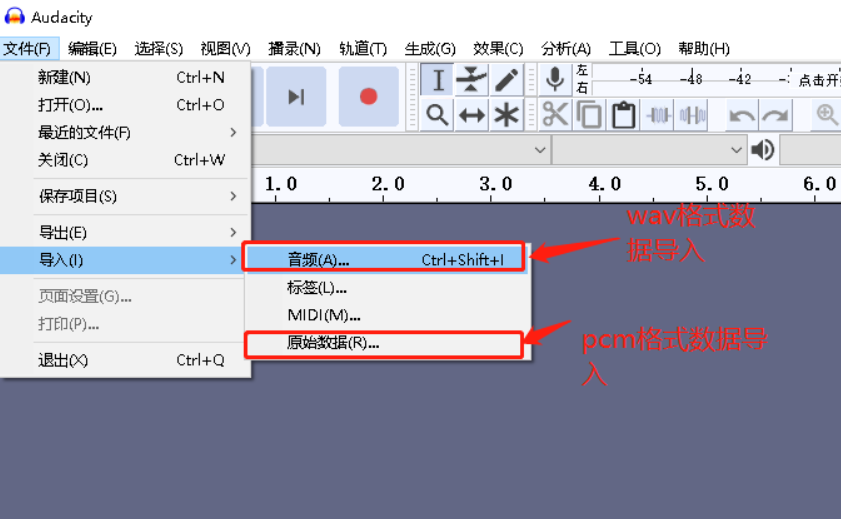 Audacity
文件(F) 编辑(E) 选择(S) 视图(V) 播录(N) 轨道(T) 生成(G) 效果(C) 分析(A) 工具(O) 帮助(H)
新建(N) Ctrl+N
打开(O)... Ctrl+O
最近的文件(F)
关闭(C) Ctrl+W
保存项目(S)
导出(E)
导入(I)
页面设置(G)...
打印(P)...
退出(X) Ctrl+Q
左
右
-54 -48 -42 点击开
1.0 2.0 3.0 4.0 5.0 6.0
音频(A)... Ctrl+Shift+I
标签(L)...
MIDI(M)...
原始数据(R)...
wav格式数
据导入
pcm格式数据导
入